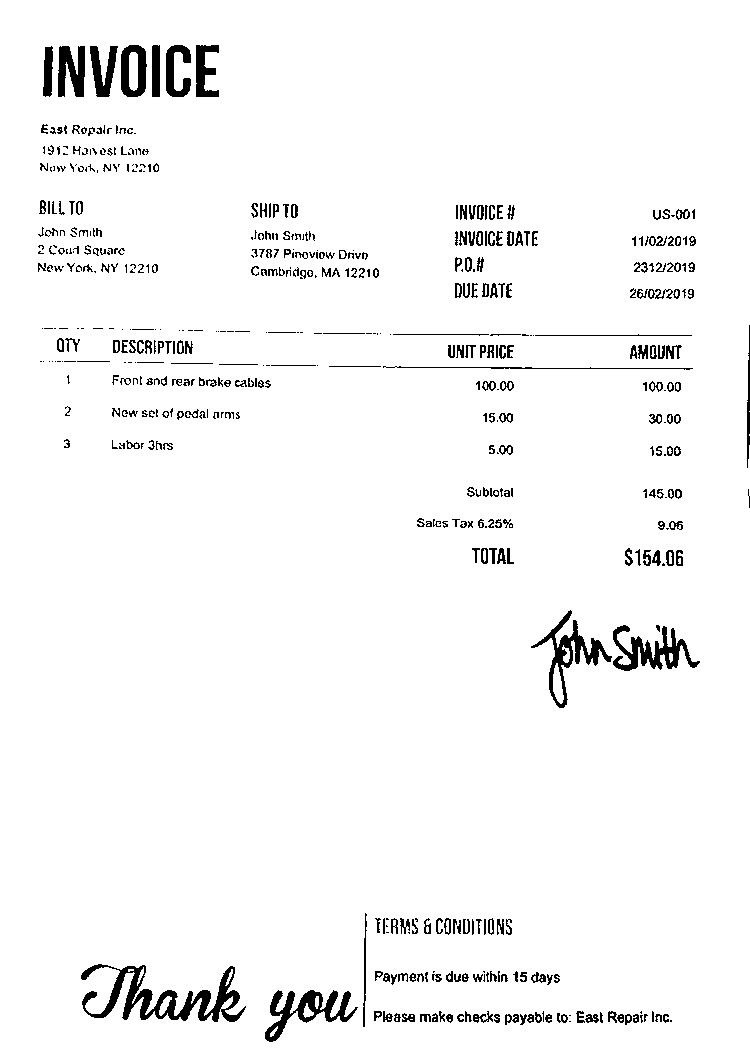 INVOICE
East Repair Inc.
1912 Harvest Lane
New York, NY 12210
BILL TO
John Smith
2 Court Square
New York, NY 12210
SHIP TO
John Smith
3787 Pineview Drive
Cambridge, MA 12210
INVOICE # US-001
INVOICE DATE 11/02/2019
P.O.# 2312/2019
DUE DATE 26/02/2019
QTY DESCRIPTION UNIT PRICE AMOUNT
1 Front and rear brake cables 100.00 100.00
2 New set of pedal arms 15.00 30.00
3 Labor 3hrs 5.00 15.00
Subtotal 145.00
Sales Tax 6.25% 9.06
TOTAL $154.06
John Smith
Thank you
TERMS & CONDITIONS
Payment is due within 15 days
Please make checks payable to: East Repair Inc.